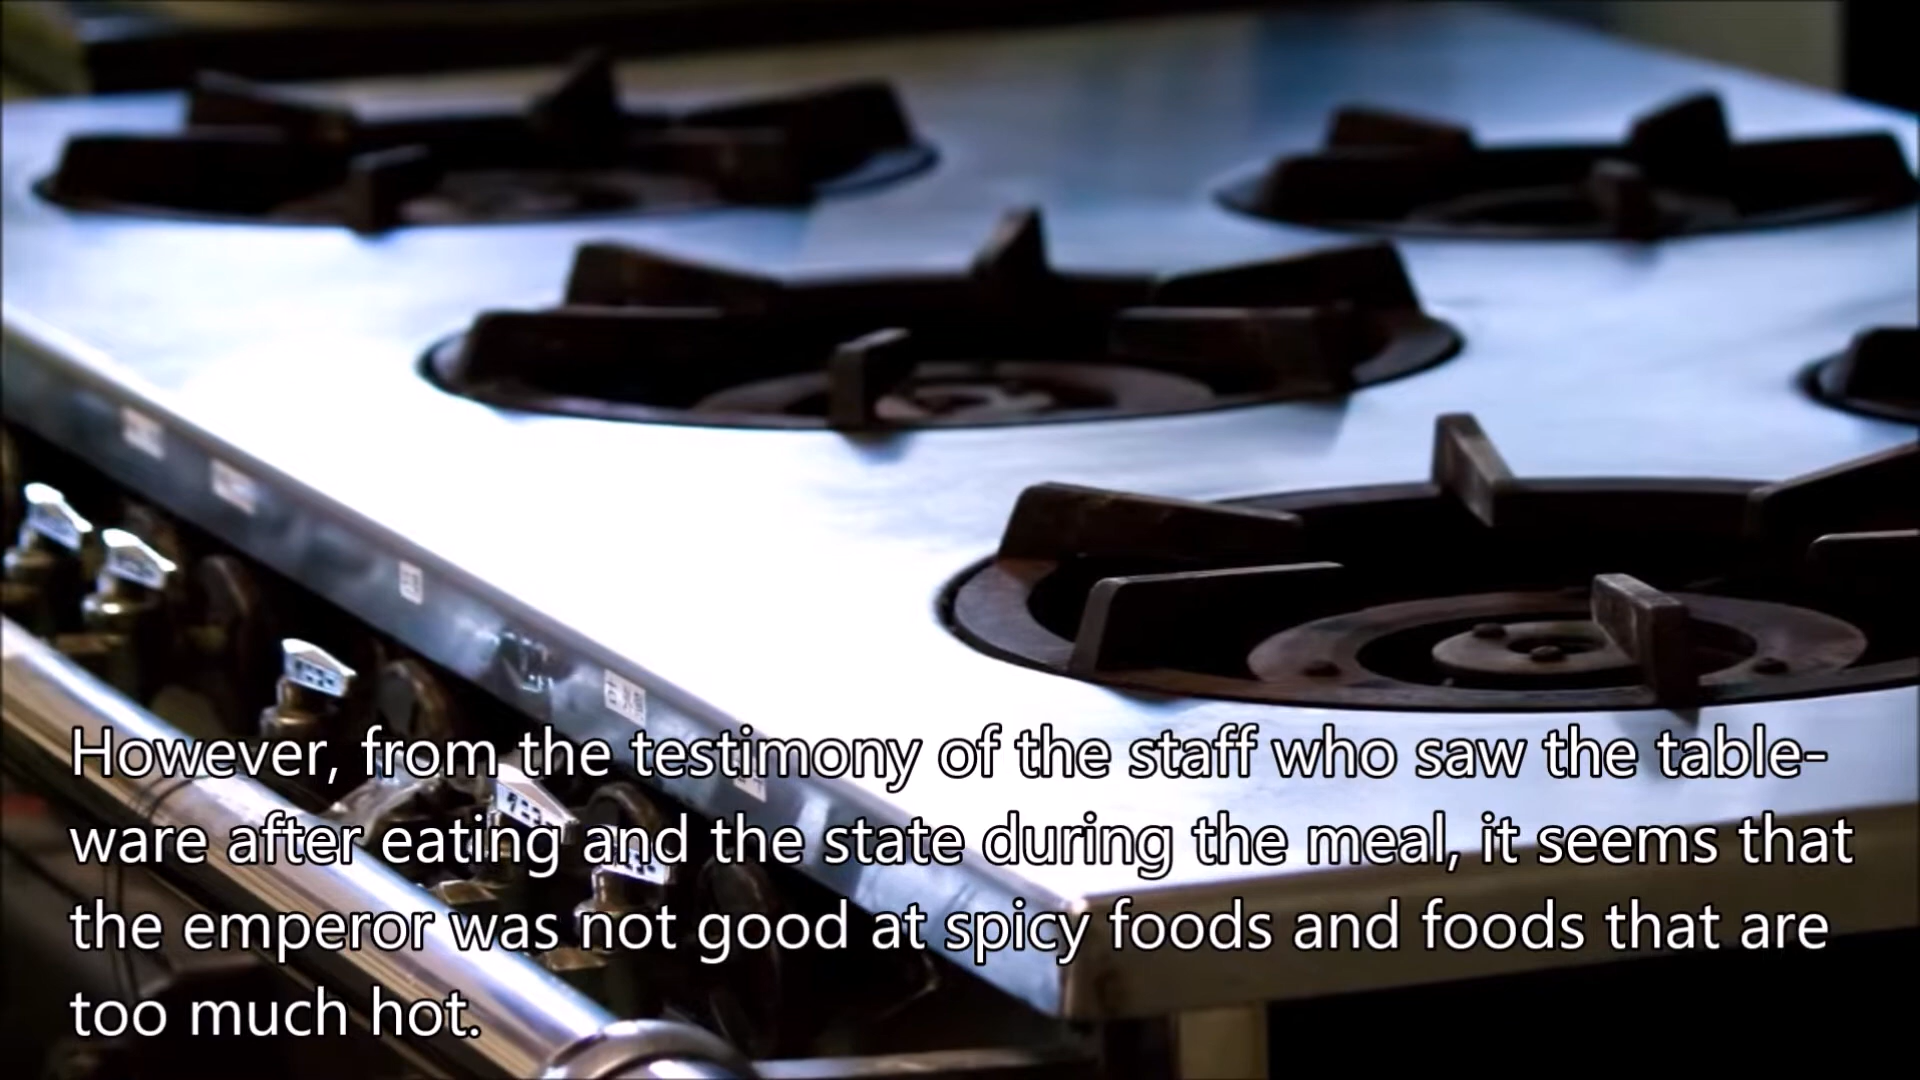 However, from the testimony of the staff who saw the table-
ware after eating and the state during the meal, it seems that
the emperor was not good at spicy foods and foods that are
too much hot.